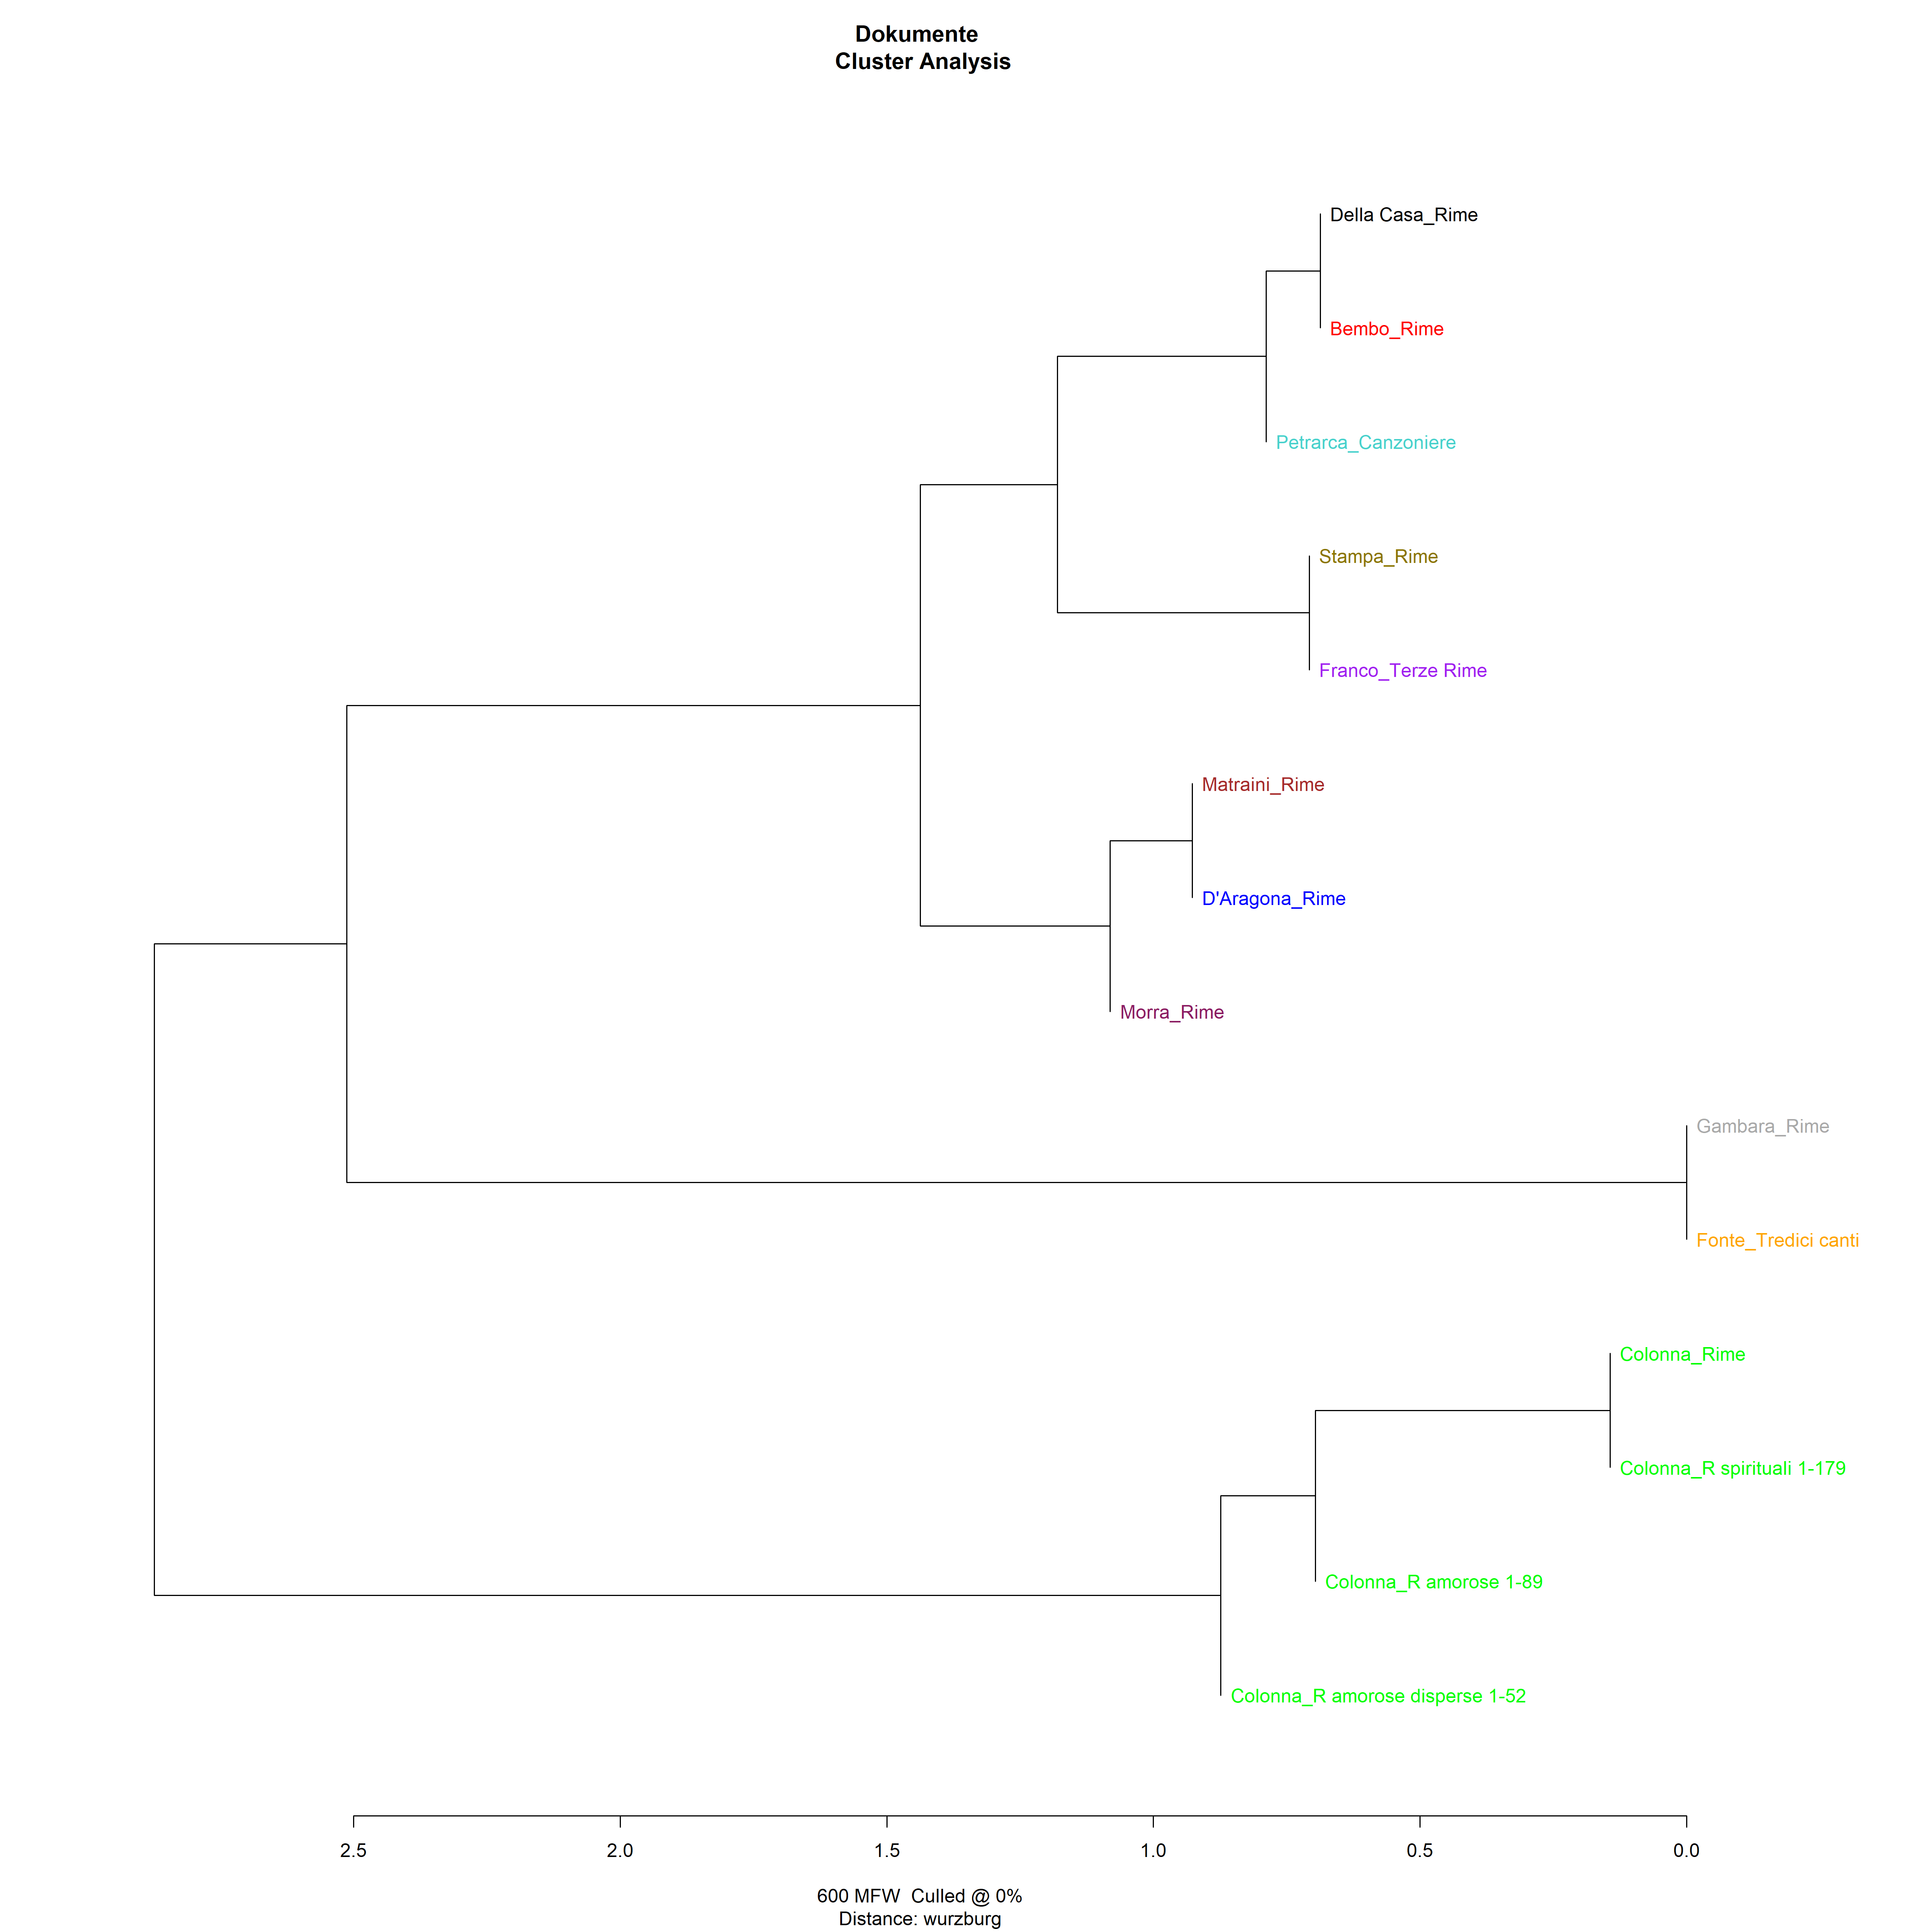 Dokumente
Cluster Analysis
Della Casa_Rime
Bembo_Rime
Petrarca_Canzoniere
Stampa_Rime
Franco_Terze Rime
Matraini_Rime
D'Aragona_Rime
Morra_Rime
Gambara_Rime
Fonte_Tredici canti
Colonna_Rime
Colonna_R spirituali 1-179
Colonna_R amorose 1-89
Colonna_R amorose disperse 1-52
2.5 2.0 1.5 1.0 0.5 0.0
600 MFW  Culled @ 0%
Distance: wurzburg